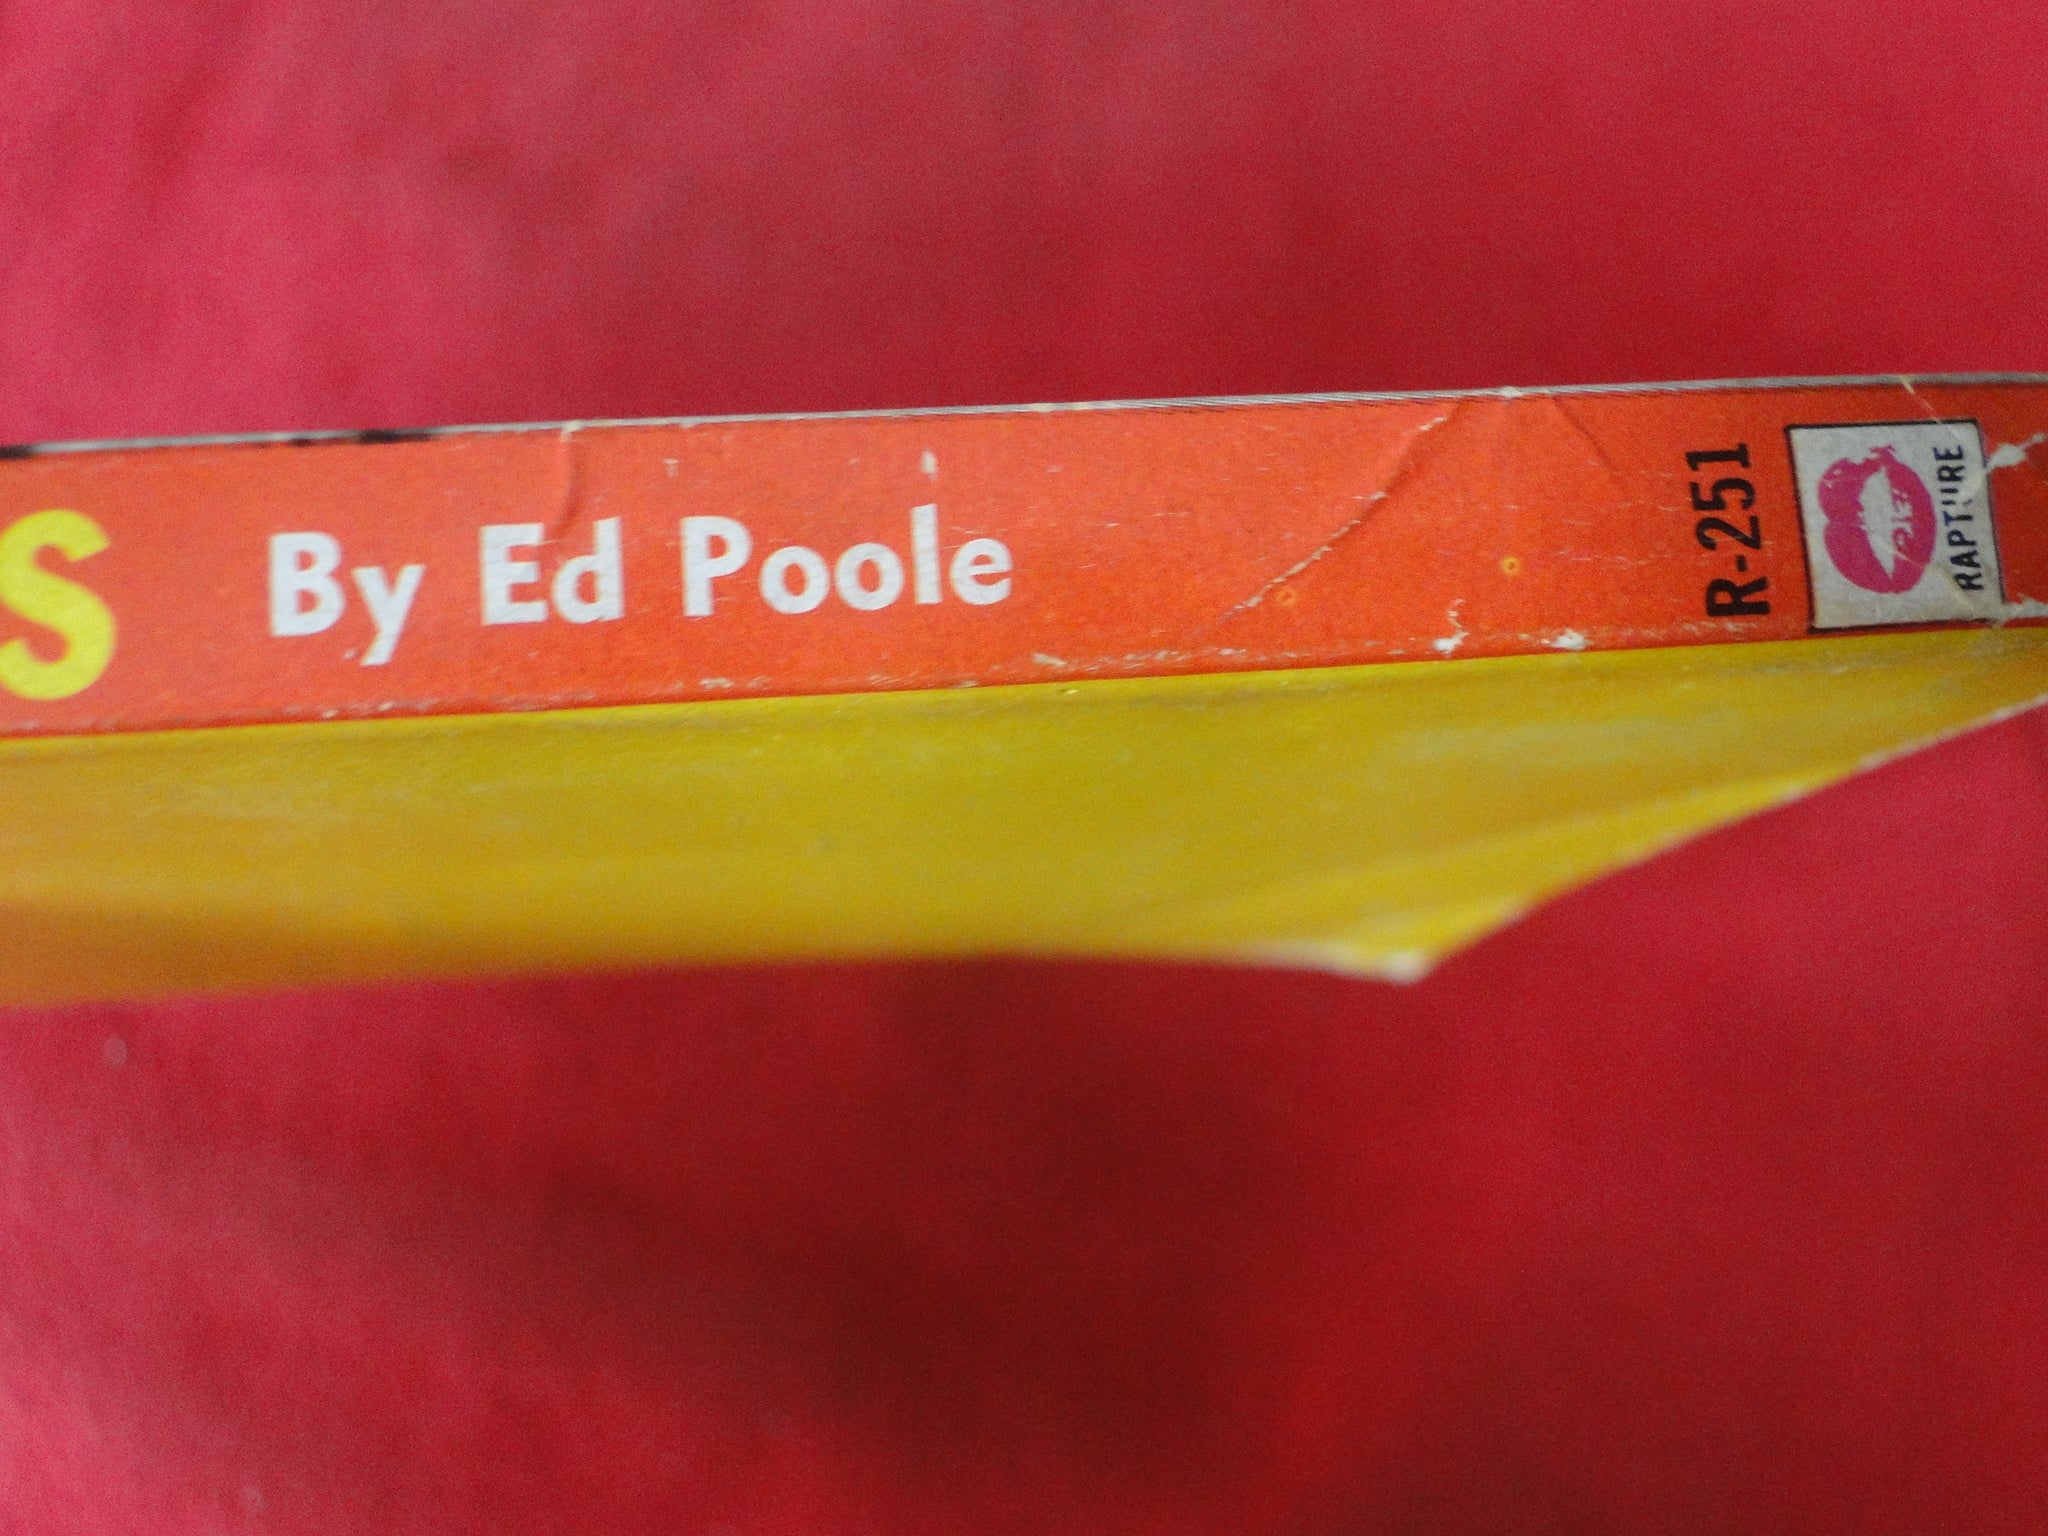 S By Ed Poole
R-251
RAPTURE